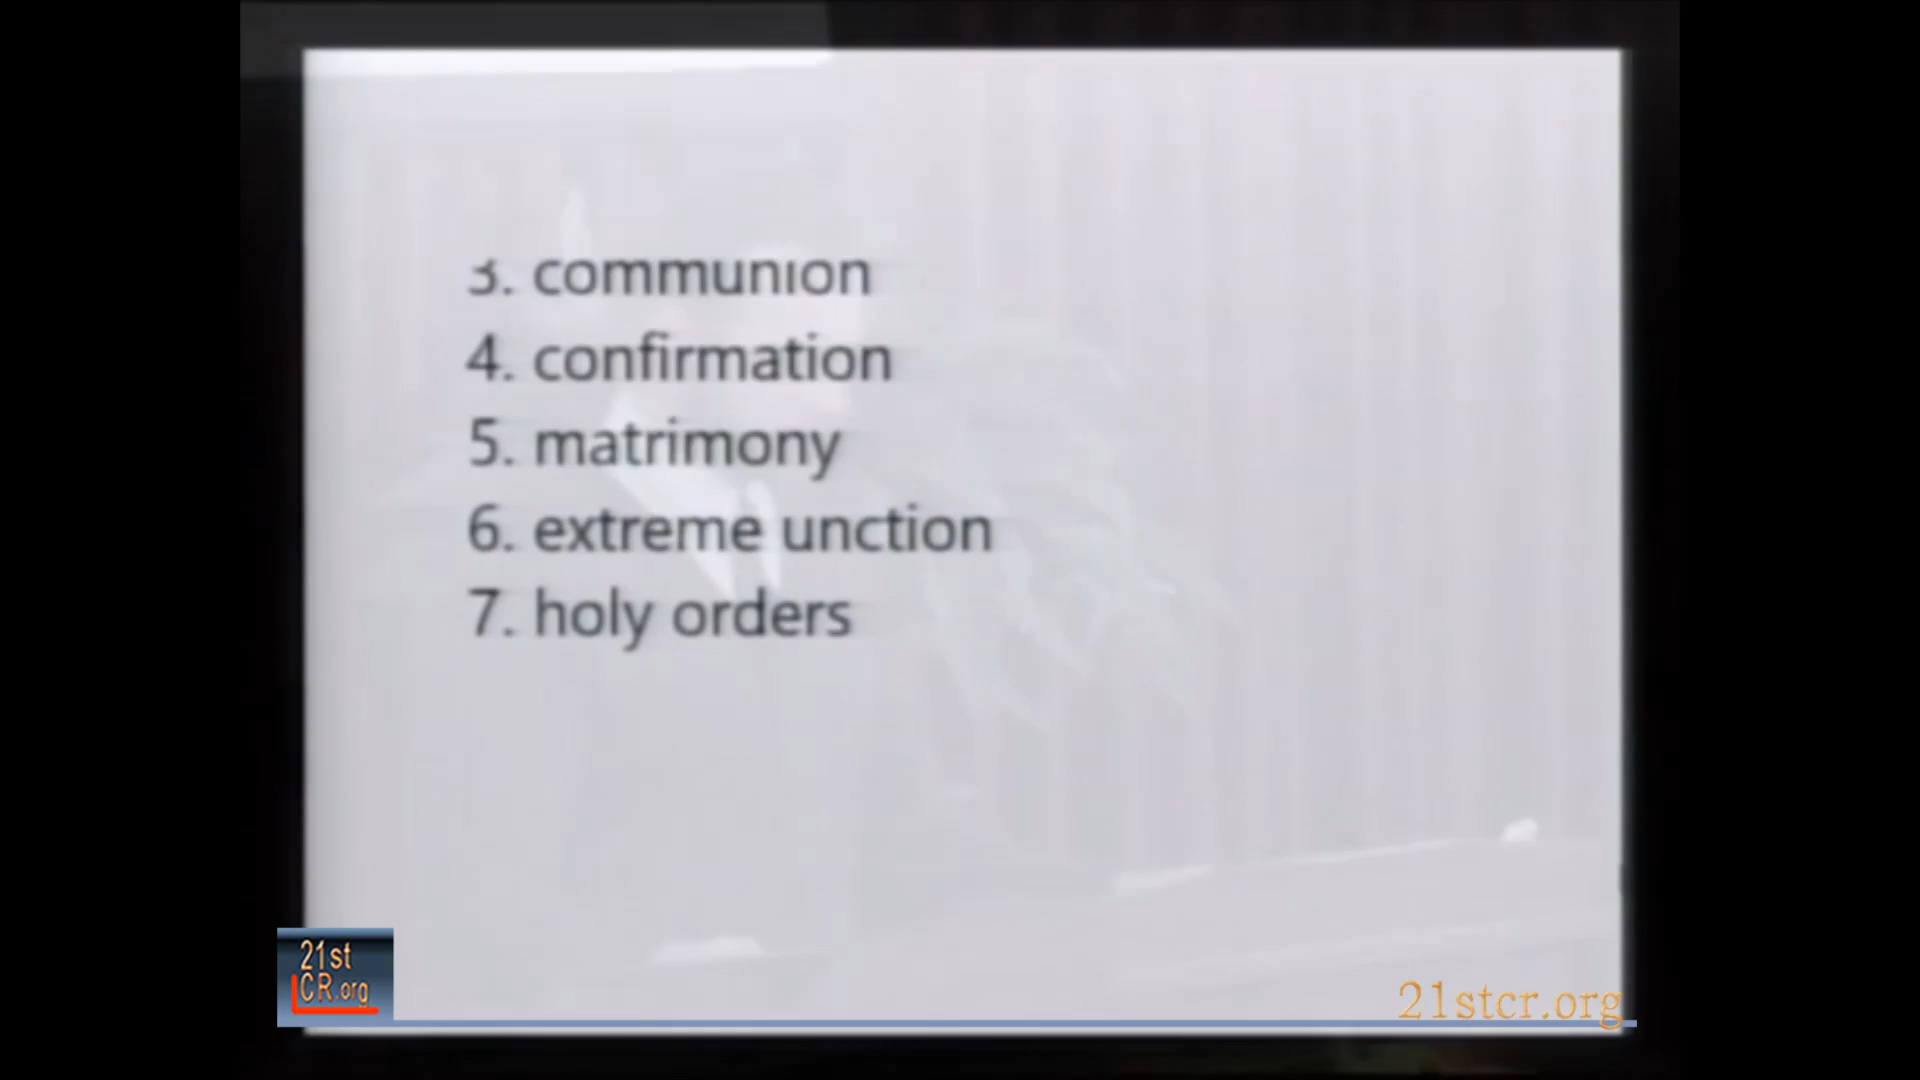 3. communion
4. confirmation
5. matrimony
6. extreme unction
7. holy orders
21st
CR.org
21stcr.org